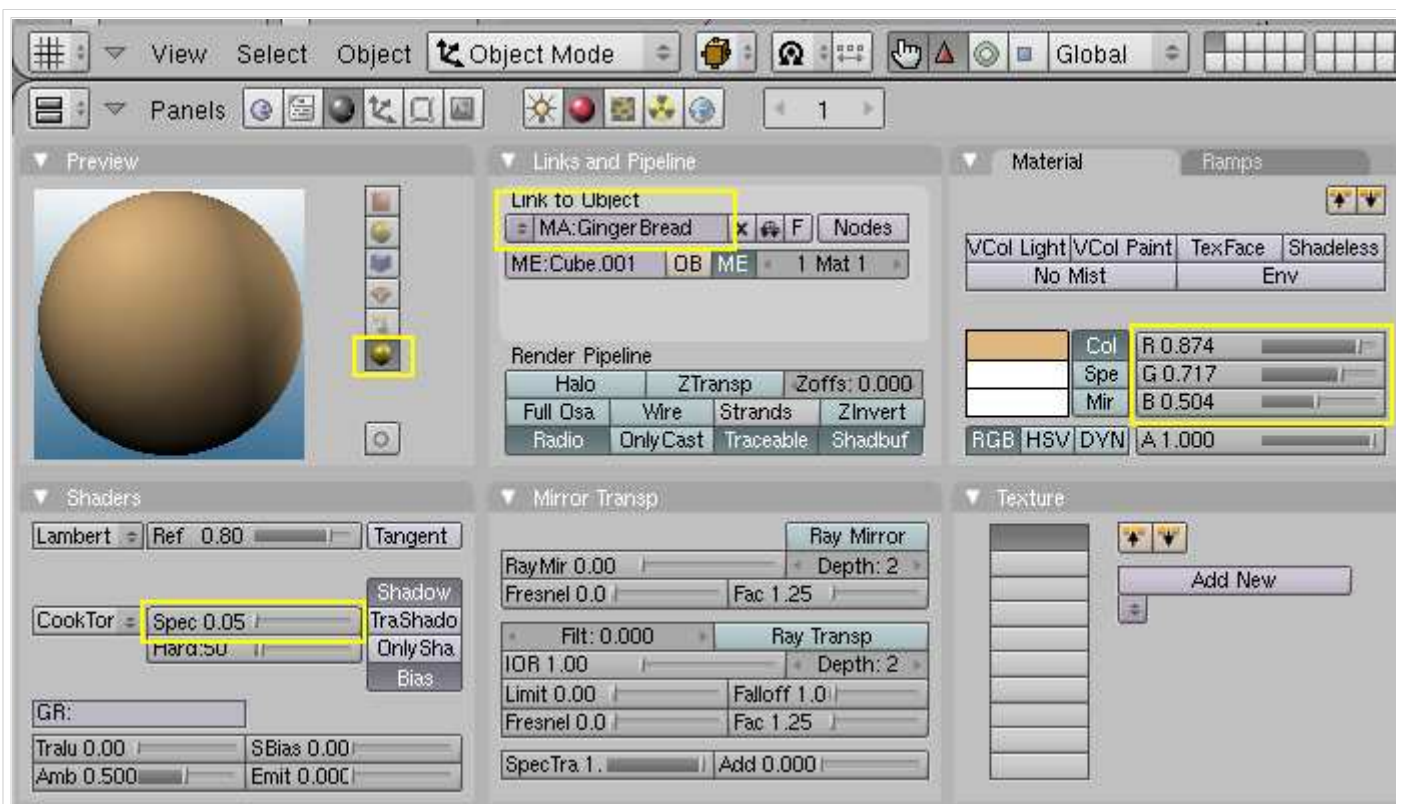 View Select Object Object Mode Global
Panels 1
Preview
Links and Pipeline
Link to Object
MA:GingerBread F Nodes
ME:Cube.001 OB ME 1 Mat 1
Render Pipeline
Halo ZTransp Zoffs: 0.000
Full Osa Wire Strands ZInvert
Radio OnlyCast Traceable Shadbuf
Material Ramps
VCol Light VCol Paint TexFace Shadeless
No Mist Env
Col R 0.874
Spe G 0.717
Mir B 0.504
RGB HSV DYN A 1.000
Shaders
Lambert Ref 0.80 Tangent
Shadow
CookTor Spec 0.05 TraShado
Hard:50 OnlySha
Bias
GR:
Tralu 0.00 SBias 0.00
Amb 0.500 Emit 0.000
Mirror Transp
Ray Mirror
RayMir 0.00 Depth: 2
Fresnel 0.0 Fac 1.25
Filt: 0.000 Ray Transp
IOR 1.00 Depth: 2
Limit 0.00 Falloff 1.0
Fresnel 0.0 Fac 1.25
SpecTra 1. Add 0.000
Texture
Add New